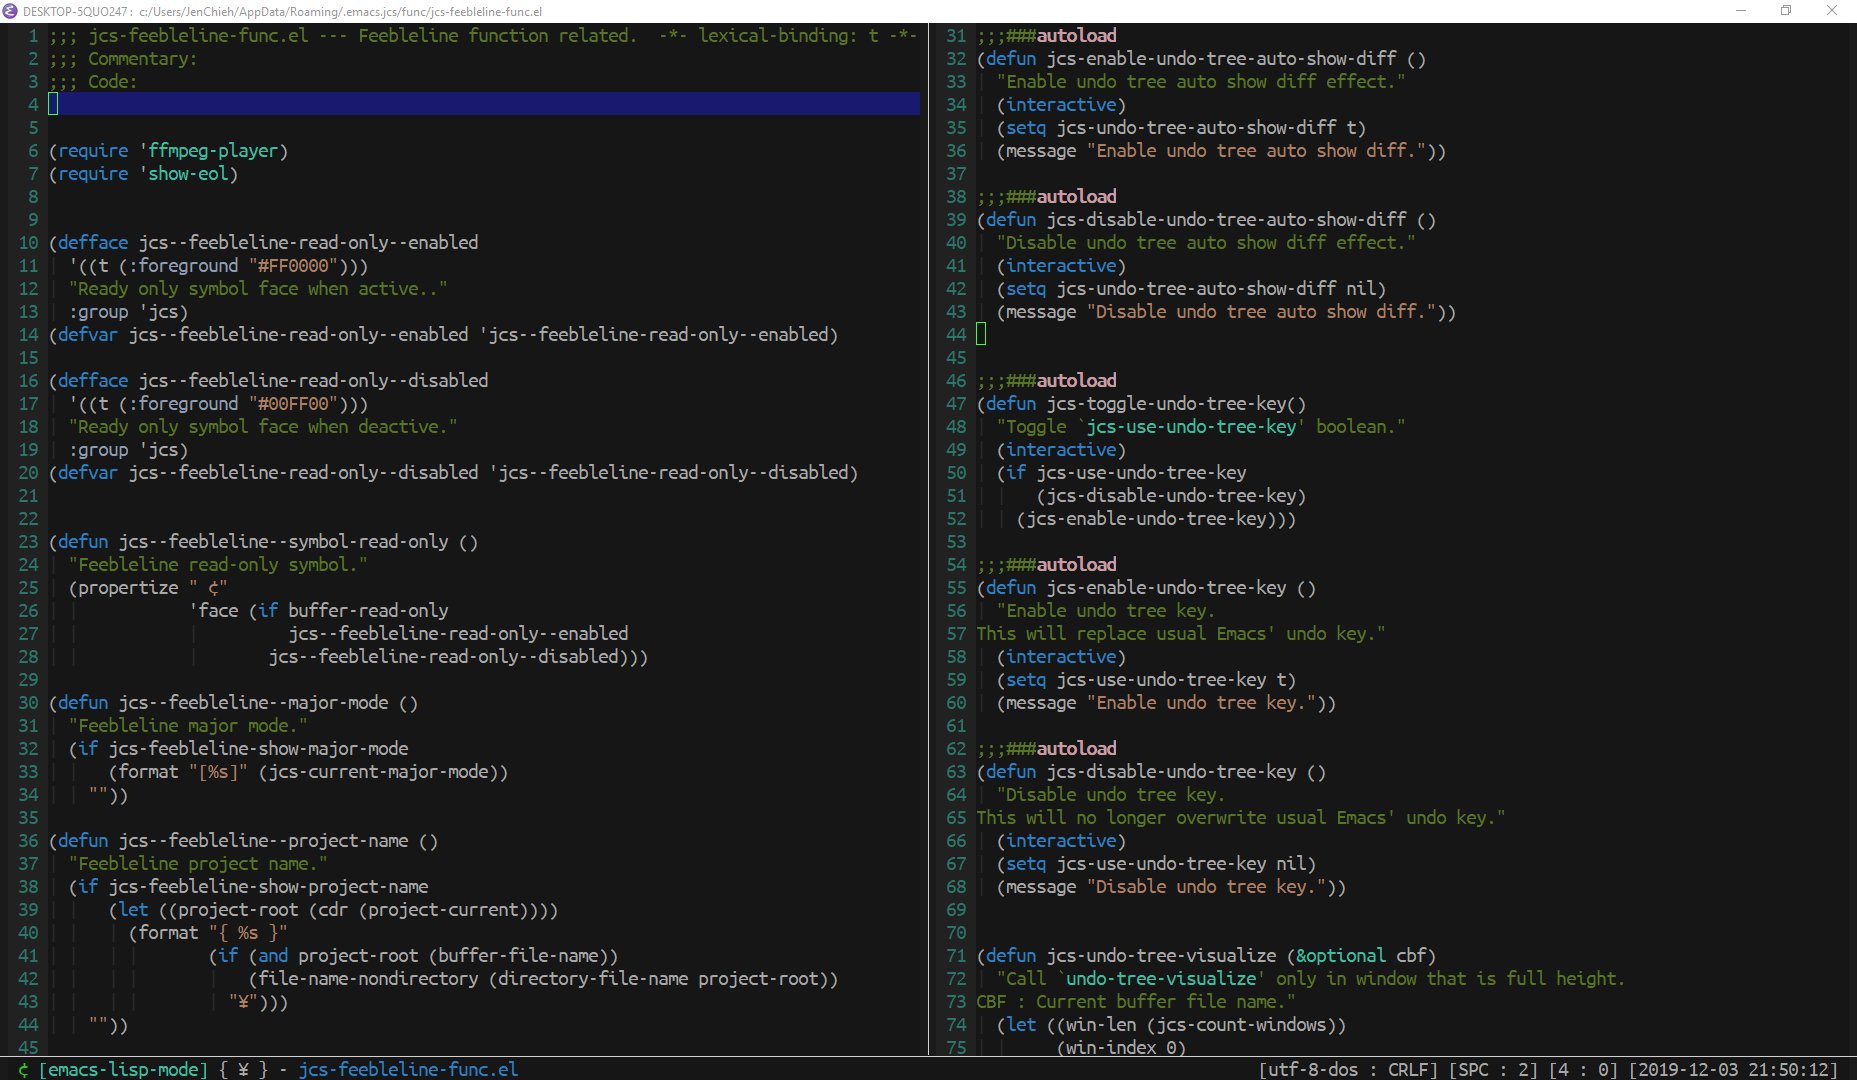 DESKTOP-5QUO247 : c:/Users/JenChieh/AppData/Roaming/.emacs.jcs/func/jcs-feebleline-func.el
1 ;;; jcs-feebleline-func.el --- Feebleline function related.  -*- lexical-binding: t -*-
2 ;;; Commentary:
3 ;;; Code:
4
5
6 (require 'ffmpeg-player)
7 (require 'show-eol)
8
9
10 (defface jcs--feebleline-read-only--enabled
11   '((t (:foreground "#FF0000")))
12   "Ready only symbol face when active.."
13   :group 'jcs)
14 (defvar jcs--feebleline-read-only--enabled 'jcs--feebleline-read-only--enabled)
15
16 (defface jcs--feebleline-read-only--disabled
17   '((t (:foreground "#00FF00")))
18   "Ready only symbol face when deactive."
19   :group 'jcs)
20 (defvar jcs--feebleline-read-only--disabled 'jcs--feebleline-read-only--disabled)
21
22
23 (defun jcs--feebleline--symbol-read-only ()
24   "Feebleline read-only symbol."
25   (propertize " ¢"
26               'face (if buffer-read-only
27                         jcs--feebleline-read-only--enabled
28                       jcs--feebleline-read-only--disabled)))
29
30 (defun jcs--feebleline--major-mode ()
31   "Feebleline major mode."
32   (if jcs-feebleline-show-major-mode
33       (format "[%s]" (jcs-current-major-mode))
34     ""))
35
36 (defun jcs--feebleline--project-name ()
37   "Feebleline project name."
38   (if jcs-feebleline-show-project-name
39       (let ((project-root (cdr (project-current))))
40         (format "{ %s }"
41                 (if (and project-root (buffer-file-name))
42                     (file-name-nondirectory (directory-file-name project-root))
43                   "¥")))
44     ""))
45
31 ;;;###autoload
32 (defun jcs-enable-undo-tree-auto-show-diff ()
33   "Enable undo tree auto show diff effect."
34   (interactive)
35   (setq jcs-undo-tree-auto-show-diff t)
36   (message "Enable undo tree auto show diff."))
37
38 ;;;###autoload
39 (defun jcs-disable-undo-tree-auto-show-diff ()
40   "Disable undo tree auto show diff effect."
41   (interactive)
42   (setq jcs-undo-tree-auto-show-diff nil)
43   (message "Disable undo tree auto show diff."))
44
45
46 ;;;###autoload
47 (defun jcs-toggle-undo-tree-key()
48   "Toggle `jcs-use-undo-tree-key' boolean."
49   (interactive)
50   (if jcs-use-undo-tree-key
51       (jcs-disable-undo-tree-key)
52     (jcs-enable-undo-tree-key)))
53
54 ;;;###autoload
55 (defun jcs-enable-undo-tree-key ()
56   "Enable undo tree key.
57 This will replace usual Emacs' undo key."
58   (interactive)
59   (setq jcs-use-undo-tree-key t)
60   (message "Enable undo tree key."))
61
62 ;;;###autoload
63 (defun jcs-disable-undo-tree-key ()
64   "Disable undo tree key.
65 This will no longer overwrite usual Emacs' undo key."
66   (interactive)
67   (setq jcs-use-undo-tree-key nil)
68   (message "Disable undo tree key."))
69
70
71 (defun jcs-undo-tree-visualize (&optional cbf)
72   "Call `undo-tree-visualize' only in window that is full height.
73 CBF : Current buffer file name."
74   (let ((win-len (jcs-count-windows))
75         (win-index 0)
¢ [emacs-lisp-mode] { ¥ } - jcs-feebleline-func.el
[utf-8-dos : CRLF] [SPC : 2] [4 : 0] [2019-12-03 21:50:12]